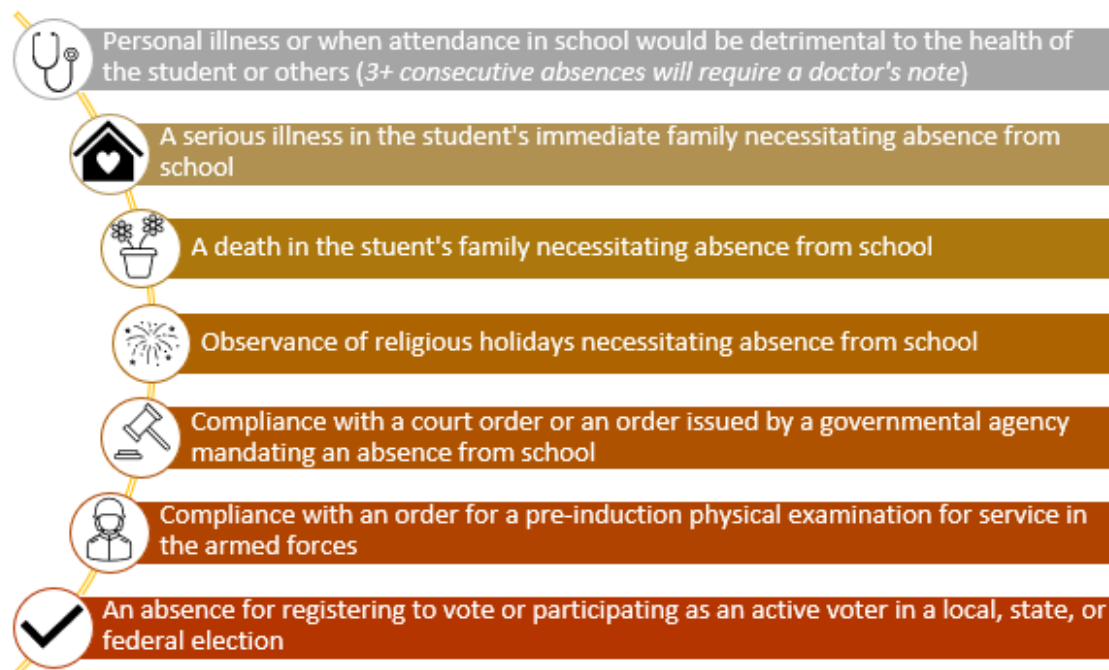 Personal illness or when attendance in school would be detrimental to the health of
the student or others (3+ consecutive absences will require a doctor's note)
A serious illness in the student's immediate family necessitating absence from
school
A death in the stuent's family necessitating absence from school
Observance of religious holidays necessitating absence from school
Compliance with a court order or an order issued by a governmental agency
mandating an absence from school
Compliance with an order for a pre-induction physical examination for service in
the armed forces
An absence for registering to vote or participating as an active voter in a local, state, or
federal election